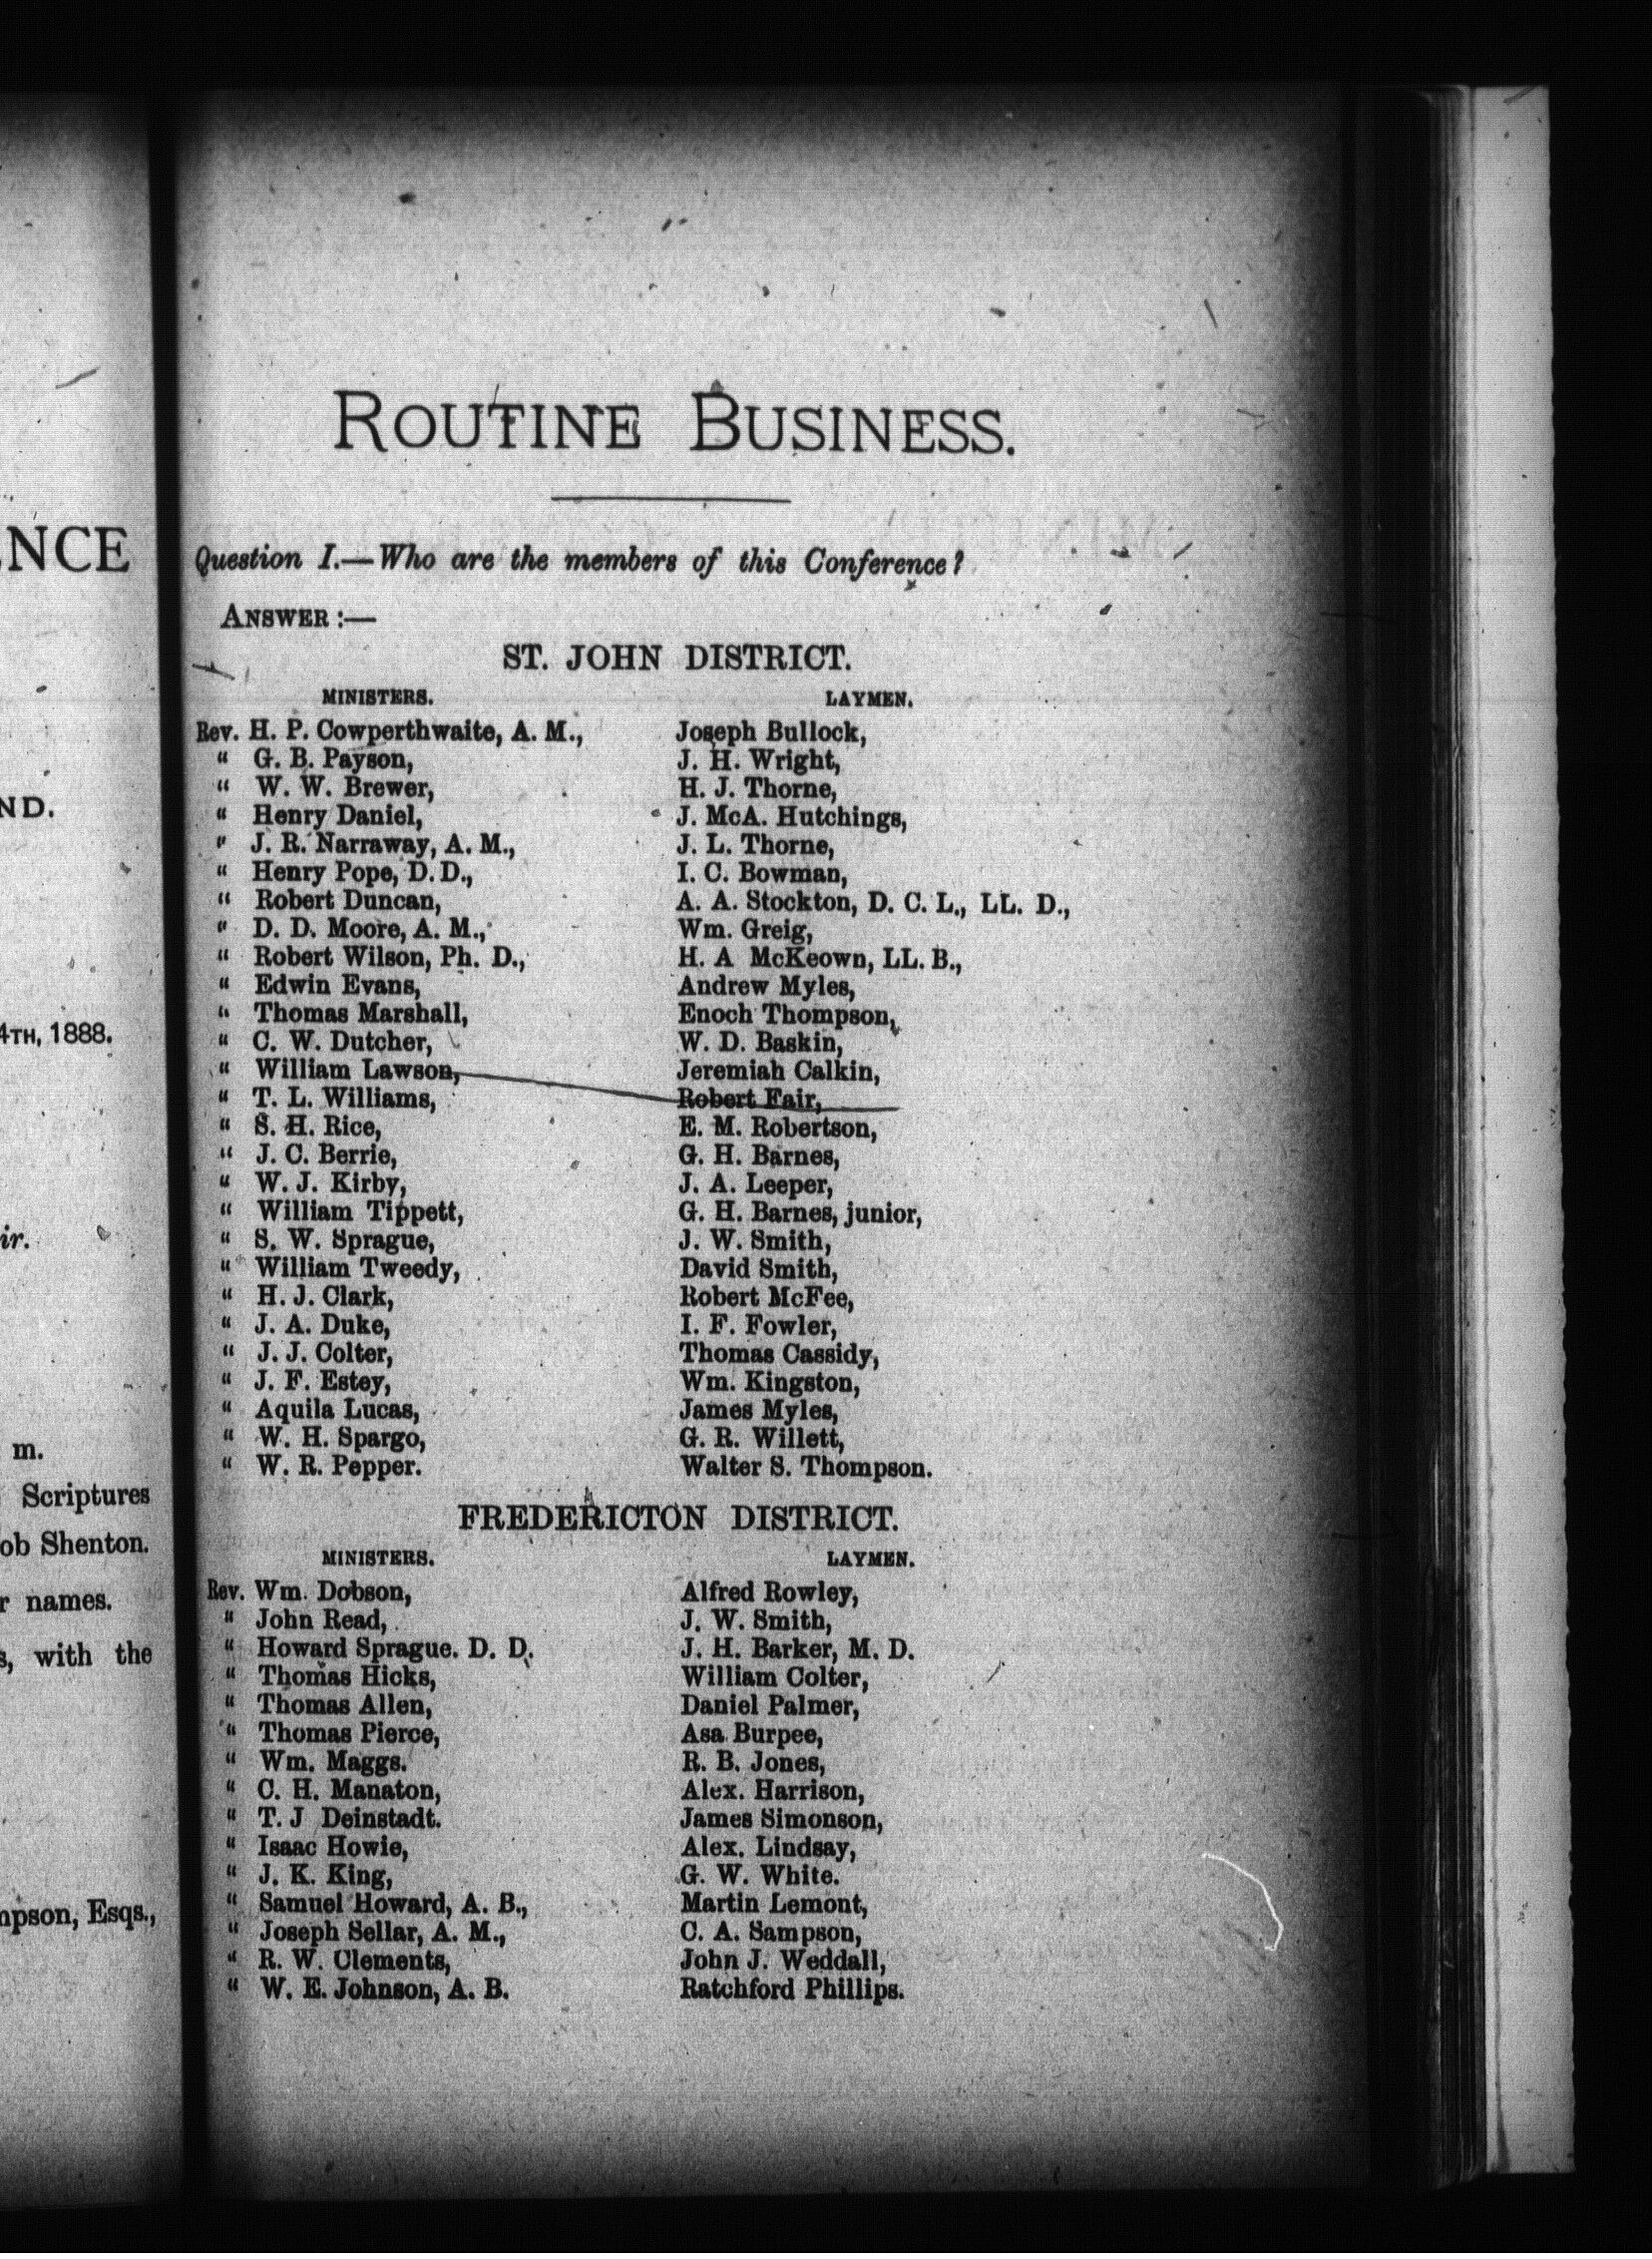 ENCE
ND.
4TH, 1888.
ir.
m.
Scriptures
ob Shenton.
r names.
s, with the
mpson, Esqs.,
ROUTINE BUSINESS.
Question I.—Who are the members of this Conference?
ANSWER:—
ST. JOHN DISTRICT.
MINISTERS. LAYMEN.
Rev. H. P. Cowperthwaite, A. M., Joseph Bullock,
“ G. B. Payson, J. H. Wright,
“ W. W. Brewer, H. J. Thorne,
“ Henry Daniel, J. McA. Hutchings,
“ J. R. Narraway, A. M., J. L. Thorne,
“ Henry Pope, D. D., I. C. Bowman,
“ Robert Duncan, A. A. Stockton, D. C. L., LL. D.,
“ D. D. Moore, A. M., Wm. Greig,
“ Robert Wilson, Ph. D., H. A McKeown, LL. B.,
“ Edwin Evans, Andrew Myles,
“ Thomas Marshall, Enoch Thompson,
“ C. W. Dutcher, W. D. Baskin,
“ William Lawson, Jeremiah Calkin,
“ T. L. Williams, Robert Fair,
“ S. H. Rice, E. M. Robertson,
“ J. C. Berrie, G. H. Barnes,
“ W. J. Kirby, J. A. Leeper,
“ William Tippett, G. H. Barnes, junior,
“ S. W. Sprague, J. W. Smith,
“ William Tweedy, David Smith,
“ H. J. Clark, Robert McFee,
“ J. A. Duke, I. F. Fowler,
“ J. J. Colter, Thomas Cassidy,
“ J. F. Estey, Wm. Kingston,
“ Aquila Lucas, James Myles,
“ W. H. Spargo, G. R. Willett,
“ W. R. Pepper. Walter S. Thompson.
FREDERICTON DISTRICT.
MINISTERS. LAYMEN.
Rev. Wm. Dobson, Alfred Rowley,
“ John Read, J. W. Smith,
“ Howard Sprague. D. D. J. H. Barker, M. D.
“ Thomas Hicks, William Colter,
“ Thomas Allen, Daniel Palmer,
“ Thomas Pierce, Asa Burpee,
“ Wm. Maggs. R. B. Jones,
“ C. H. Manaton, Alex. Harrison,
“ T. J Deinstadt. James Simonson,
“ Isaac Howie, Alex. Lindsay,
“ J. K. King, G. W. White.
“ Samuel Howard, A. B., Martin Lemont,
“ Joseph Sellar, A. M., C. A. Sampson,
“ R. W. Clements, John J. Weddall,
“ W. E. Johnson, A. B. Ratchford Phillips.